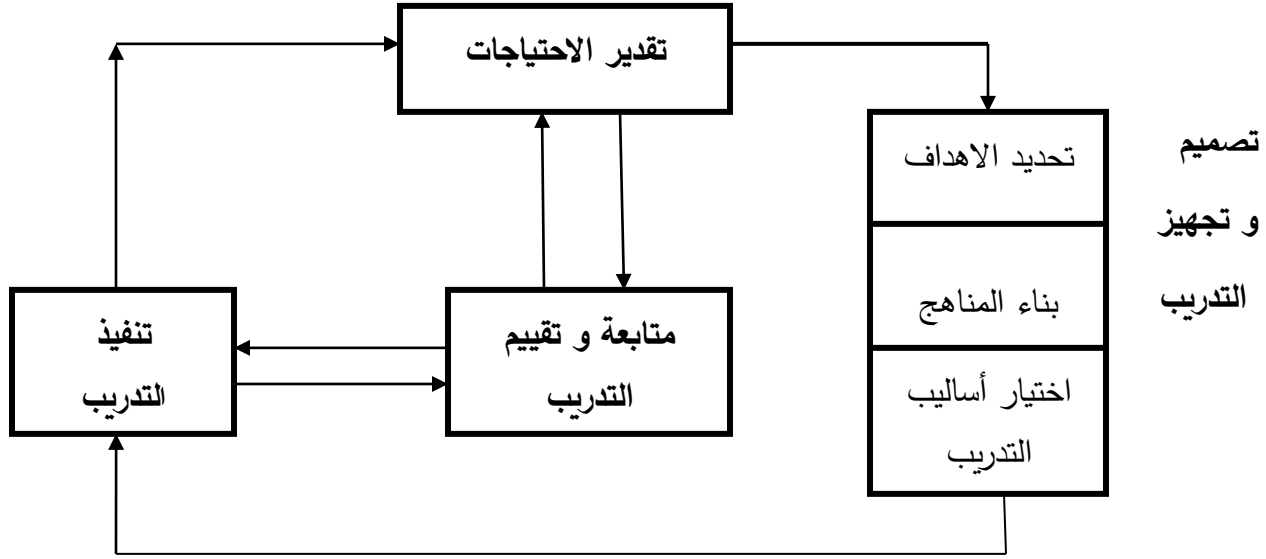 تقدير الاحتياجات
تحديد الاهداف
بناء المناهج
اختيار أساليب
التدريب
تصميم
و تجهيز
التدريب
متابعة و تقييم
التدريب
تنفيذ
التدريب